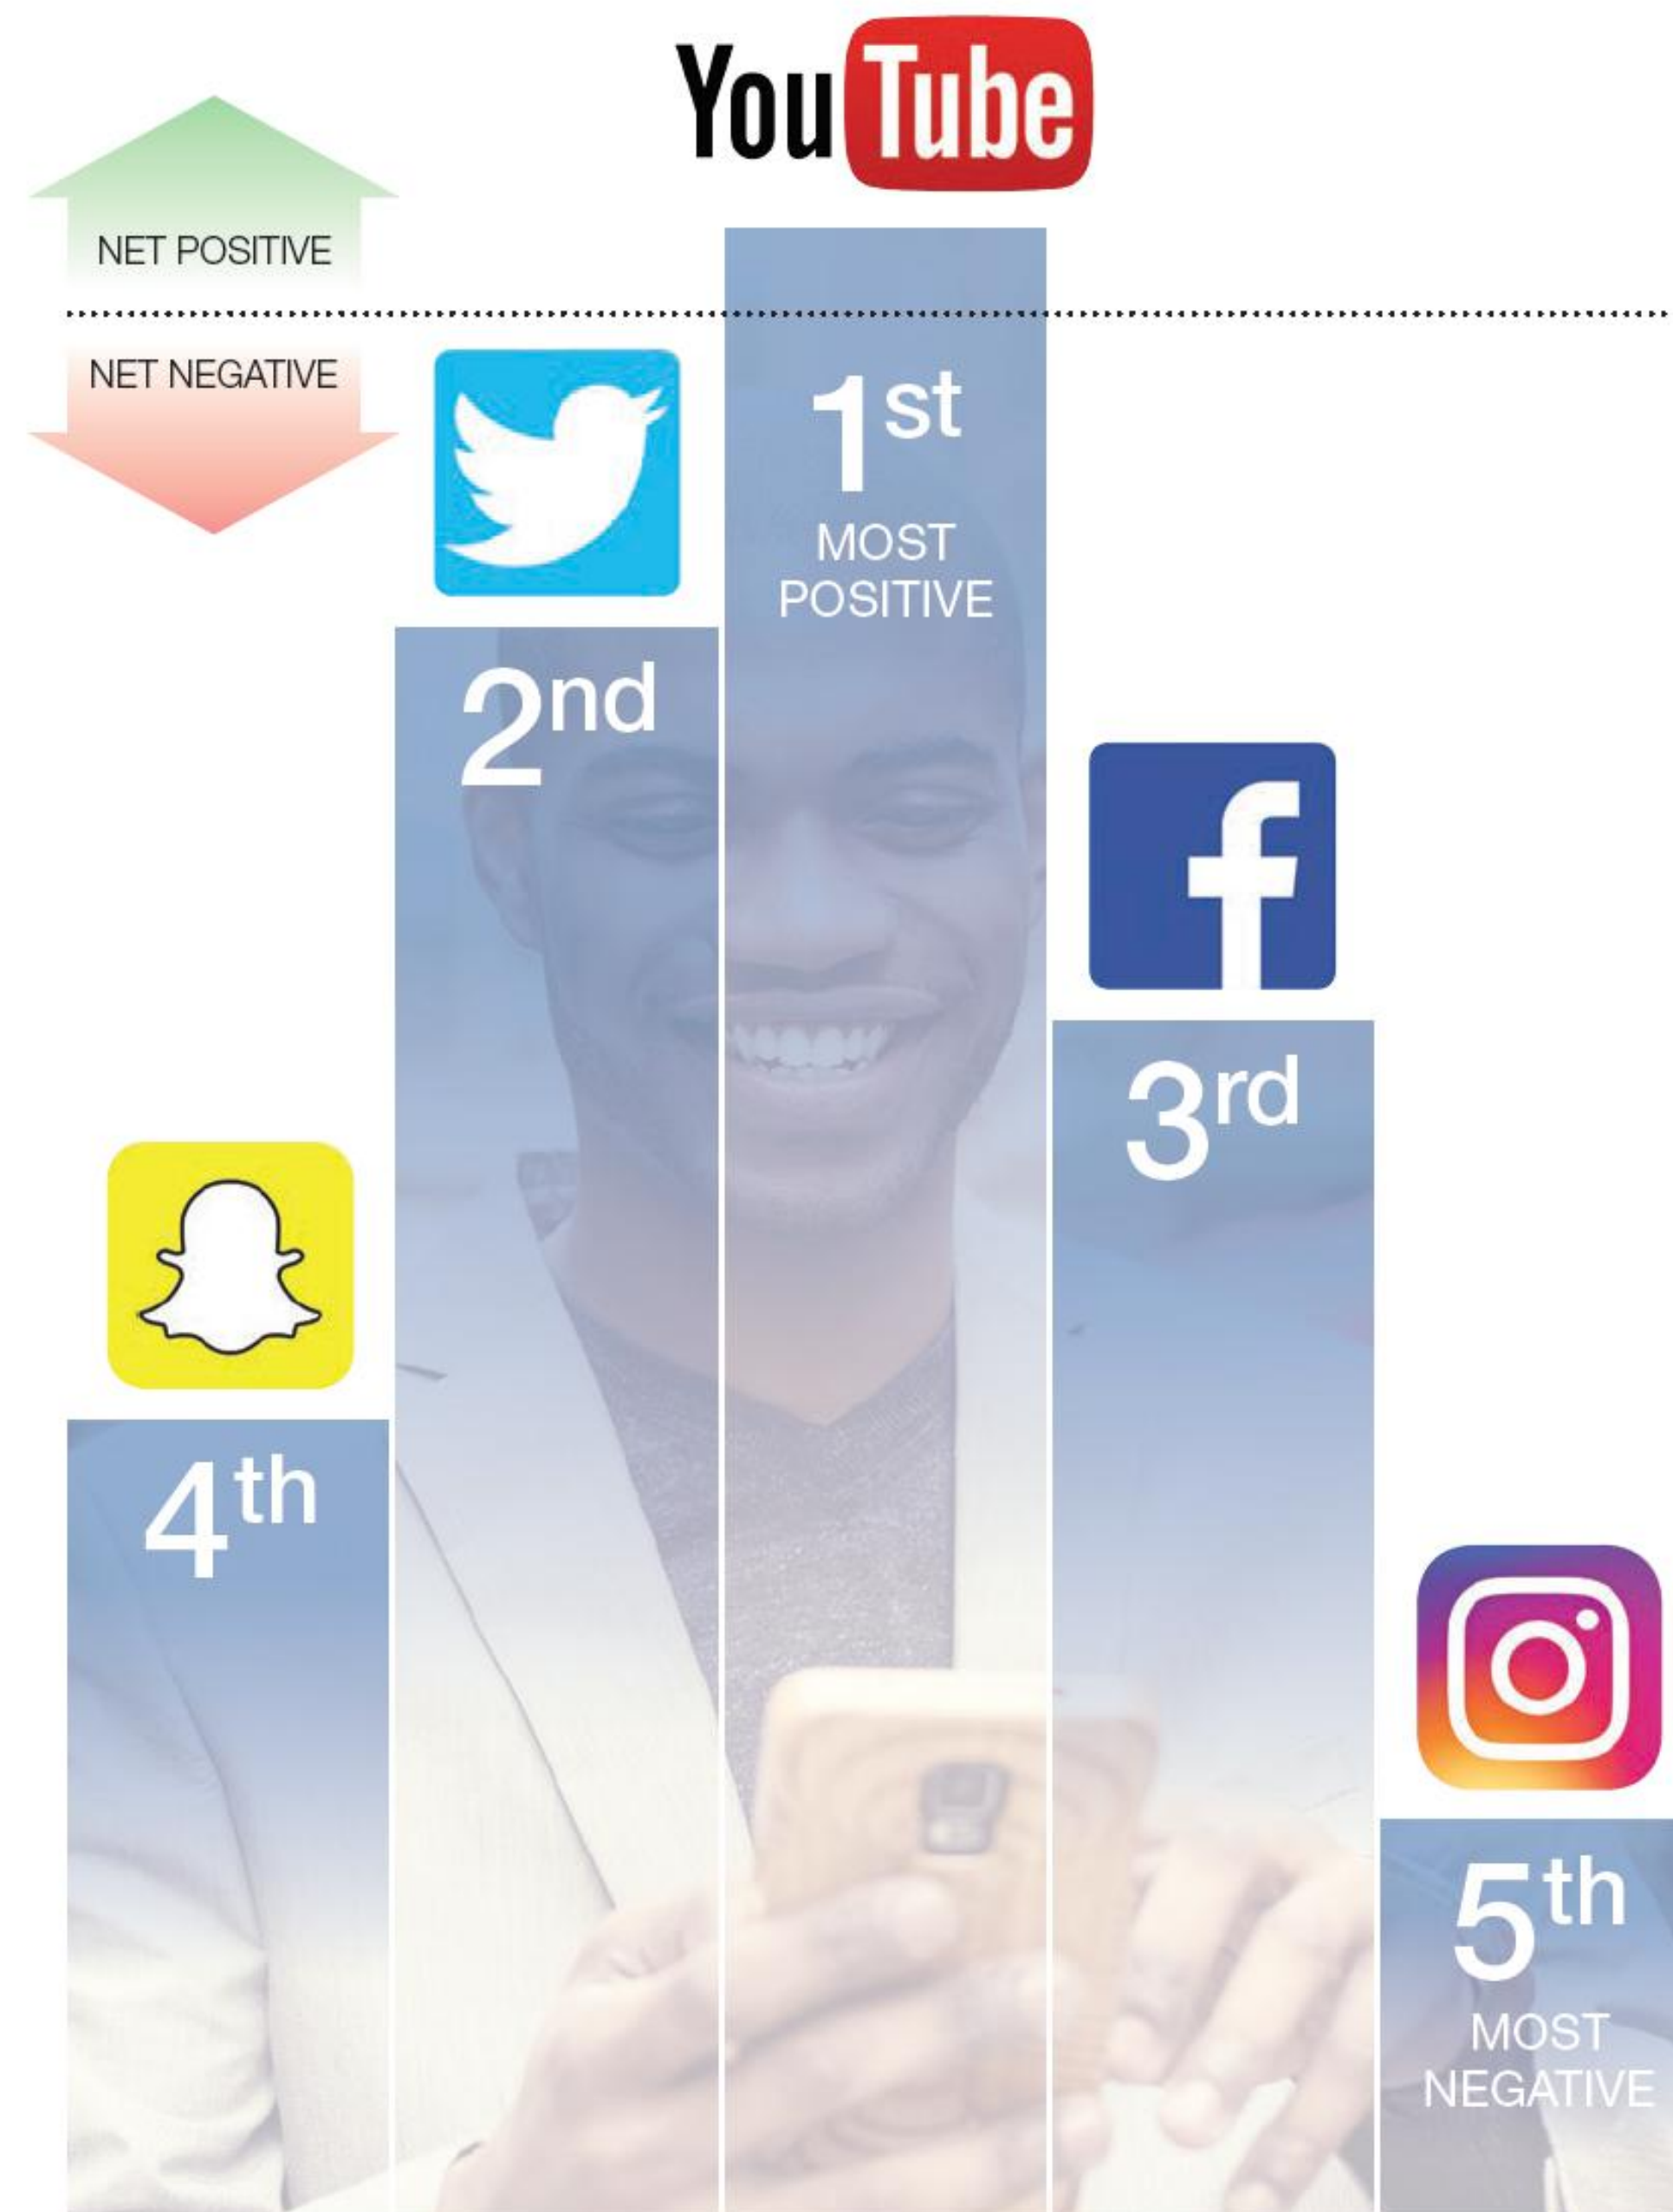 YouTube
NET POSITIVE
NET NEGATIVE
1st
MOST
POSITIVE
2nd
f
3rd
4th
5th
MOST
NEGATIVE